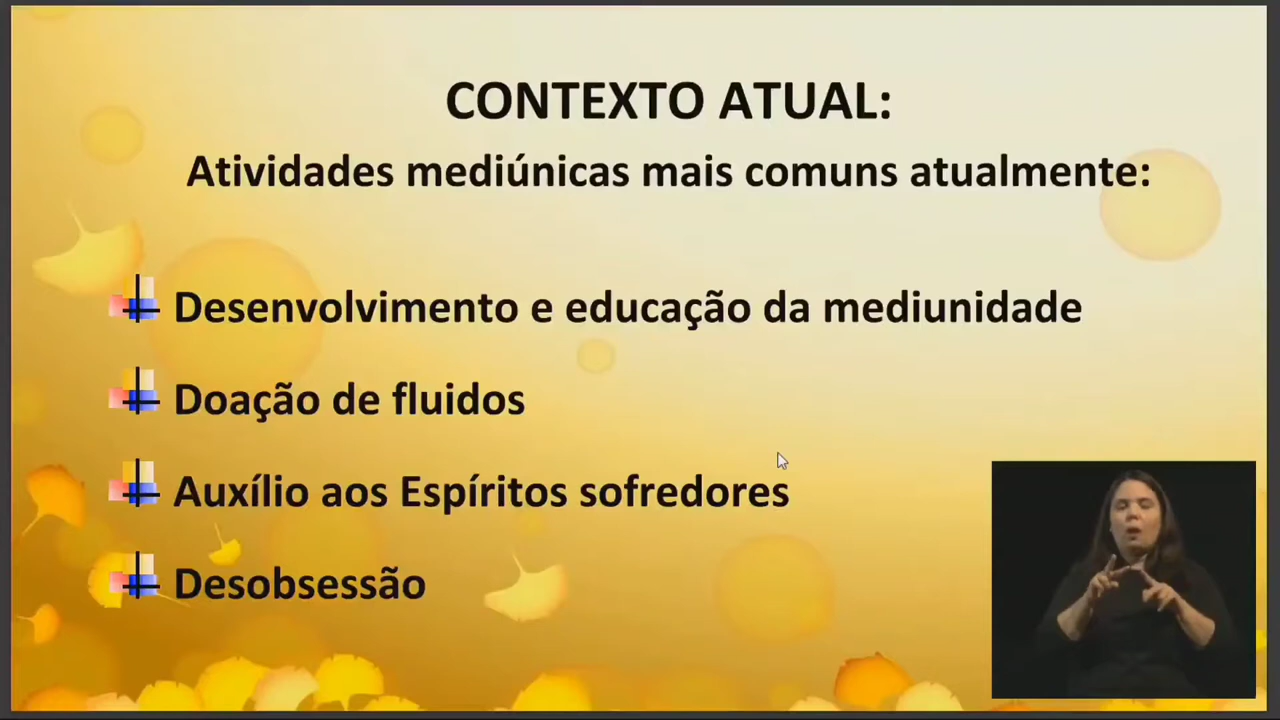 CONTEXTO ATUAL:
Atividades mediúnicas mais comuns atualmente:
Desenvolvimento e educação da mediunidade
Doação de fluidos
Auxílio aos Espíritos sofredores
Desobsessão